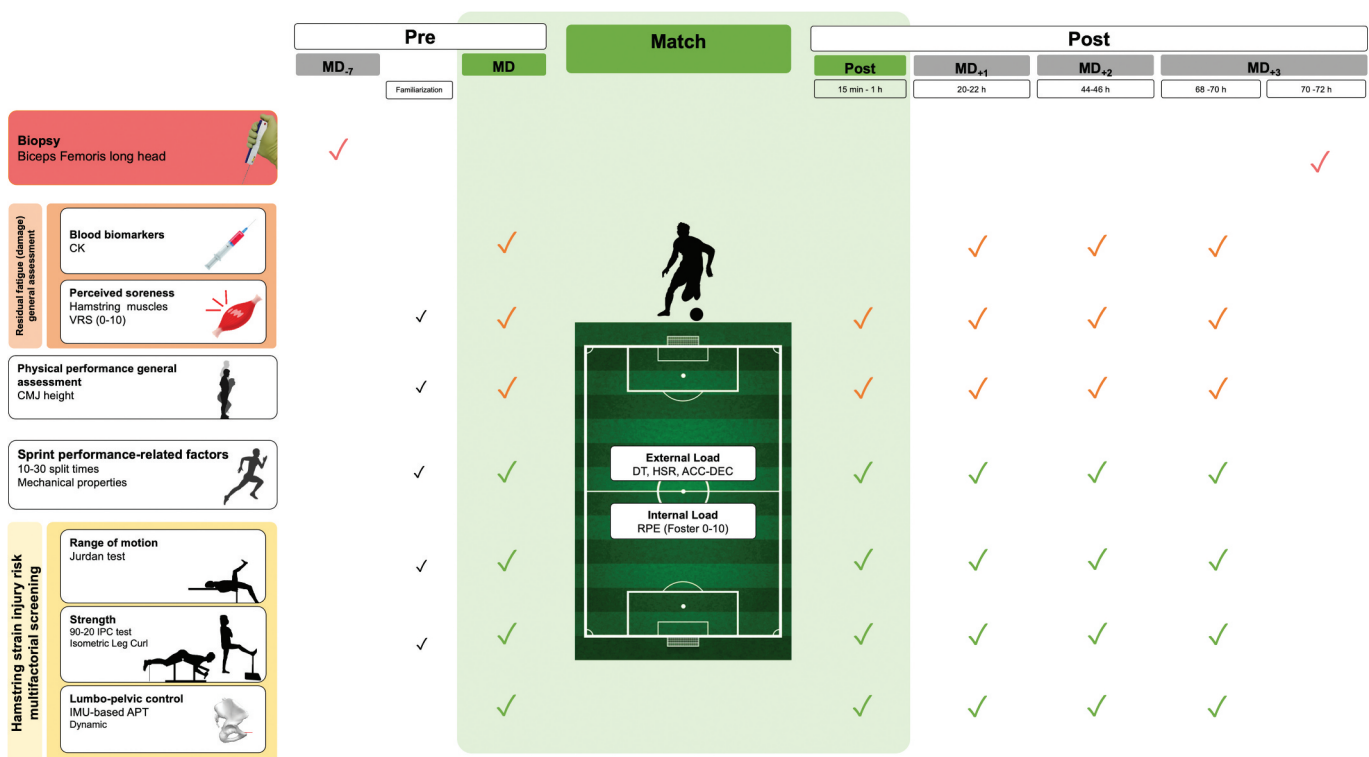 Pre
Match
Post
MD-7
MD
Post
MD+1
MD+2
MD+3
Familiarization
15 min - 1 h
20-22 h
44-46 h
68 -70 h
70 -72 h
Biopsy
Biceps Femoris long head
Residual fatigue (damage)
general assessment
Blood biomarkers
CK
Perceived soreness
Hamstring muscles
VRS (0-10)
Physical performance general
assessment
CMJ height
Sprint performance-related factors
10-30 split times
Mechanical properties
External Load
DT, HSR, ACC-DEC
Internal Load
RPE (Foster 0-10)
Hamstring strain injury risk
multifactorial screening
Range of motion
Jurdan test
Strength
90-20 IPC test
Isometric Leg Curl
Lumbo-pelvic control
IMU-based APT
Dynamic